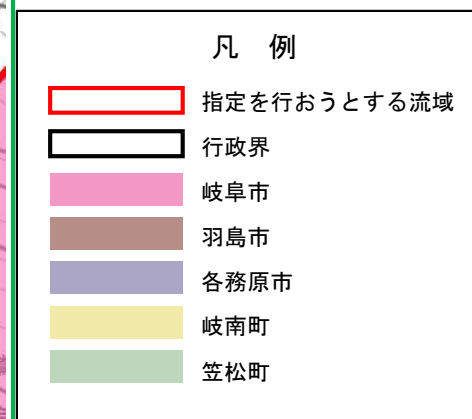 凡 例
指定を行おうとする流域
行政界
岐阜市
羽島市
各務原市
岐南町
笠松町